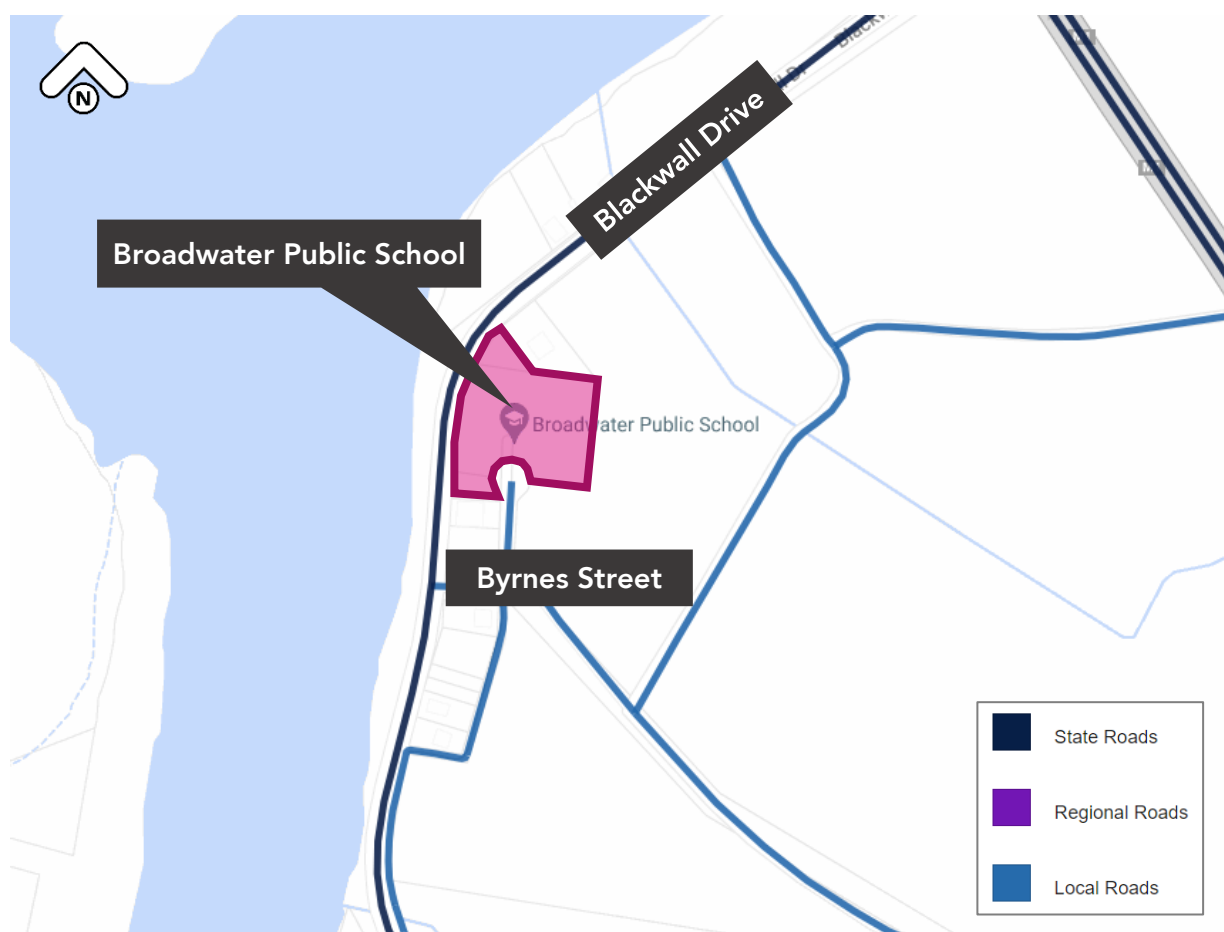 N
Blackwall Drive
Broadwater Public School
Broadwater Public School
Byrnes Street
State Roads
Regional Roads
Local Roads